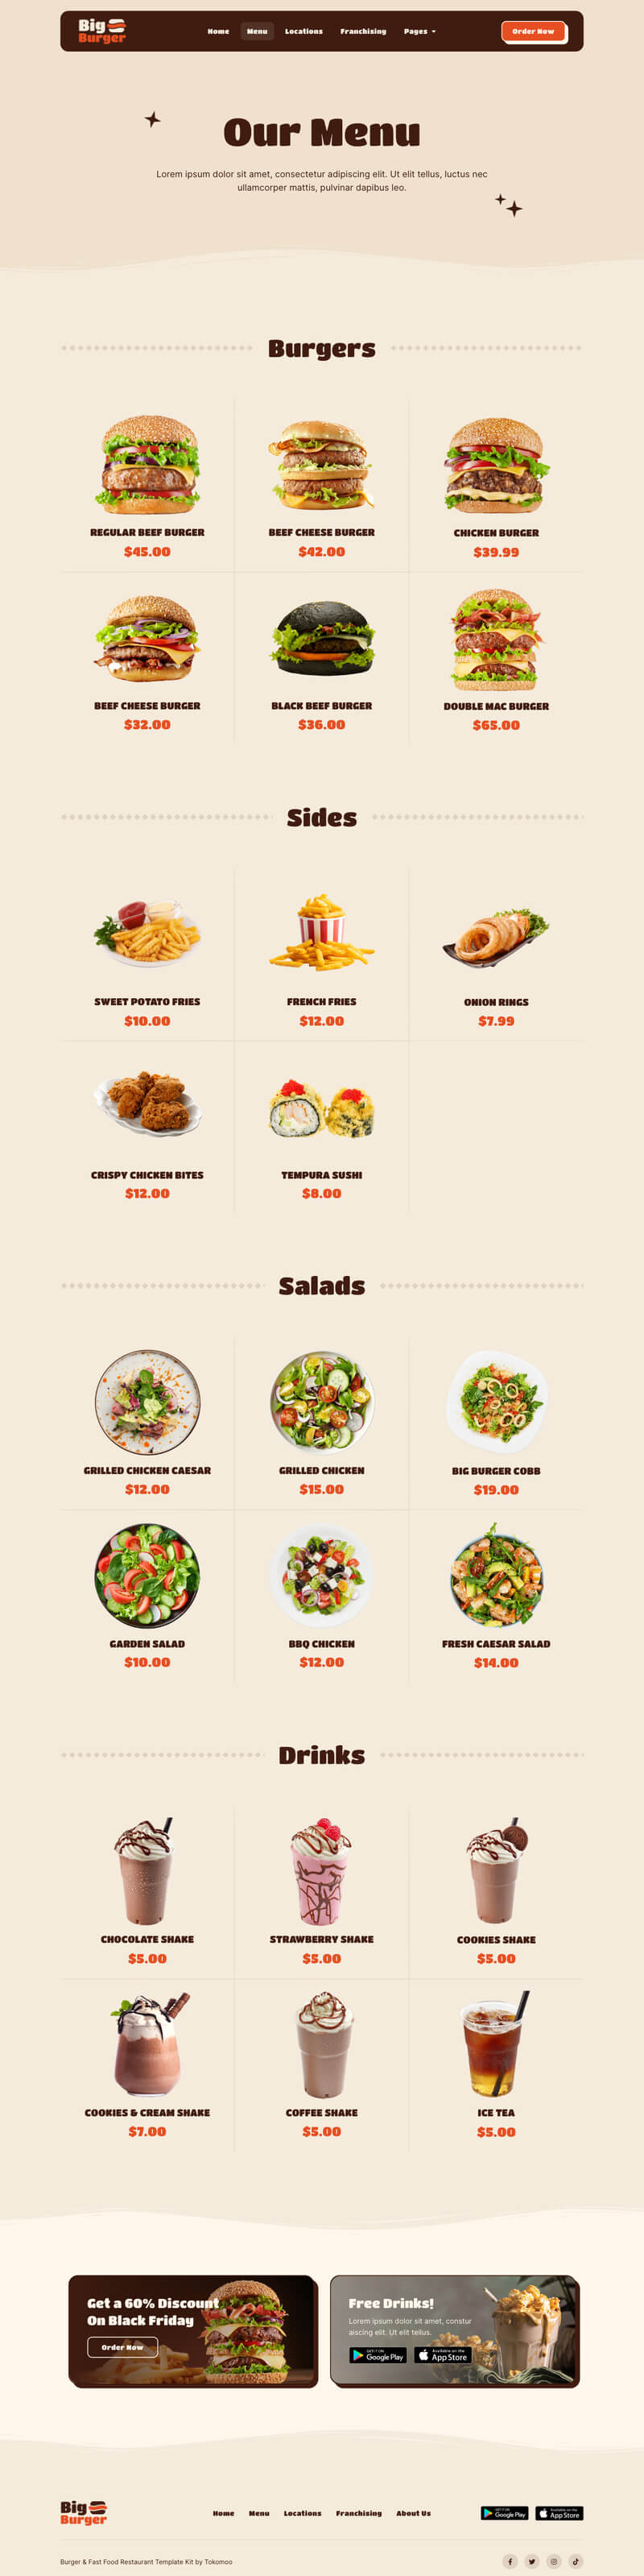 Big
Burger
Home
Menu
Locations
Franchising
Pages
Order Now
Our Menu
Lorem ipsum dolor sit amet, consectetur adipiscing elit. Ut elit tellus, luctus nec
ullamcorper mattis, pulvinar dapibus leo.
Burgers
REGULAR BEEF BURGER
$45.00
BEEF CHEESE BURGER
$42.00
CHICKEN BURGER
$39.99
BEEF CHEESE BURGER
$32.00
BLACK BEEF BURGER
$36.00
DOUBLE MAC BURGER
$65.00
Sides
SWEET POTATO FRIES
$10.00
FRENCH FRIES
$12.00
ONION RINGS
$7.99
CRISPY CHICKEN BITES
$12.00
TEMPURA SUSHI
$8.00
Salads
GRILLED CHICKEN CAESAR
$12.00
GRILLED CHICKEN
$15.00
BIG BURGER COBB
$19.00
GARDEN SALAD
$10.00
BBQ CHICKEN
$12.00
FRESH CAESAR SALAD
$14.00
Drinks
CHOCOLATE SHAKE
$5.00
STRAWBERRY SHAKE
$5.00
COOKIES SHAKE
$5.00
COOKIES & CREAM SHAKE
$7.00
COFFEE SHAKE
$5.00
ICE TEA
$5.00
Get a 60% Discount
On Black Friday
Order Now
Free Drinks!
Lorem ipsum dolor sit amet, constur
aiscing elit. Ut elit tellus.
GET IT ON
Google Play
Available on the
App Store
Big
Burger
Home
Menu
Locations
Franchising
About Us
GET IT ON
Google Play
Available on the
App Store
Burger & Fast Food Restaurant Template Kit by Tokomoo